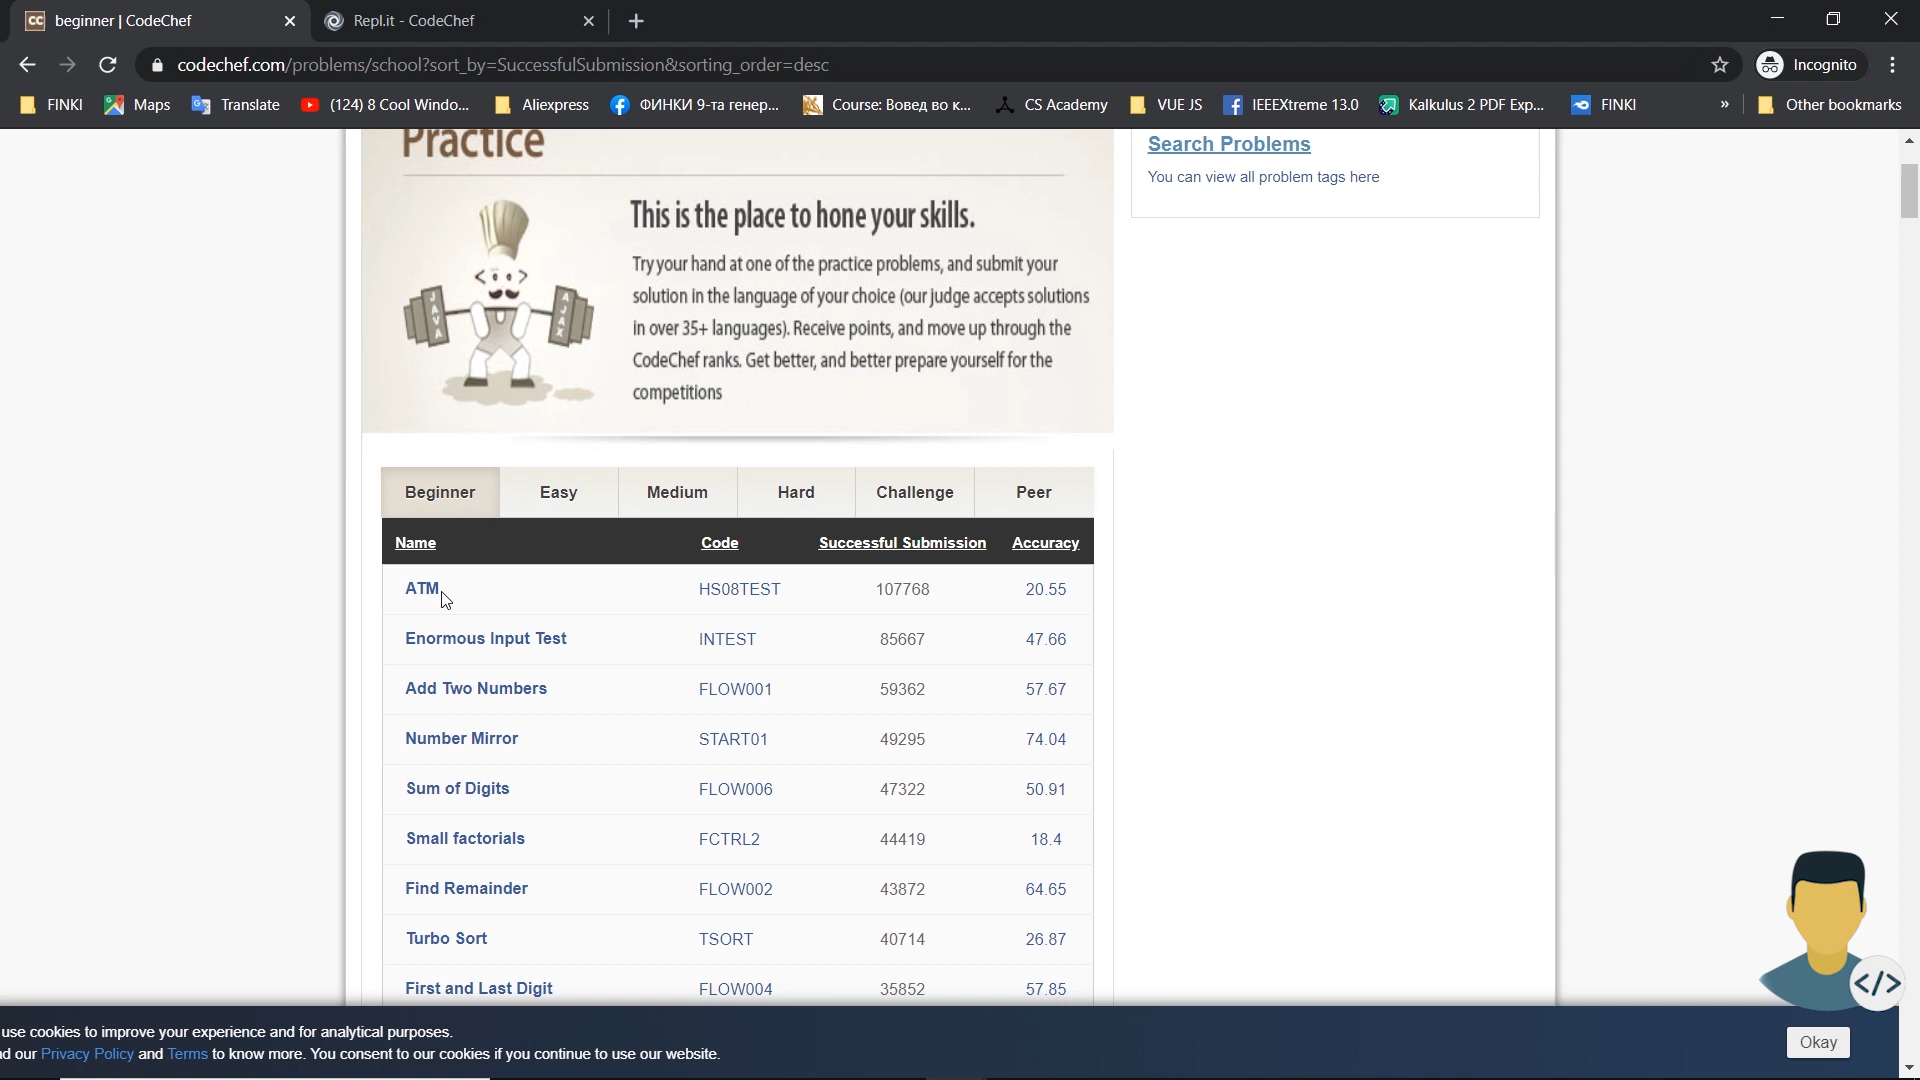 beginner | CodeChef
Repl.it - CodeChef
codechef.com/problems/school?sort_by=SuccessfulSubmission&sorting_order=desc
Incognito
FINKI
Maps
Translate
(124) 8 Cool Windo...
Aliexpress
ФИНКИ 9-та генер...
Course: Вовед во к...
CS Academy
VUE JS
IEEEXtreme 13.0
Kalkulus 2 PDF Exp...
FINKI
»
Other bookmarks
Practice
Search Problems
You can view all problem tags here
This is the place to hone your skills.
Try your hand at one of the practice problems, and submit your
solution in the language of your choice (our judge accepts solutions
in over 35+ languages). Receive points, and move up through the
CodeChef ranks. Get better, and better prepare yourself for the
competitions
JAVA
AJAX
Beginner Easy Medium Hard Challenge Peer
Name Code Successful Submission Accuracy
ATM HS08TEST 107768 20.55
Enormous Input Test INTEST 85667 47.66
Add Two Numbers FLOW001 59362 57.67
Number Mirror START01 49295 74.04
Sum of Digits FLOW006 47322 50.91
Small factorials FCTRL2 44419 18.4
Find Remainder FLOW002 43872 64.65
Turbo Sort TSORT 40714 26.87
First and Last Digit FLOW004 35852 57.85
</>
use cookies to improve your experience and for analytical purposes.
our Privacy Policy and Terms to know more. You consent to our cookies if you continue to use our website.
Okay